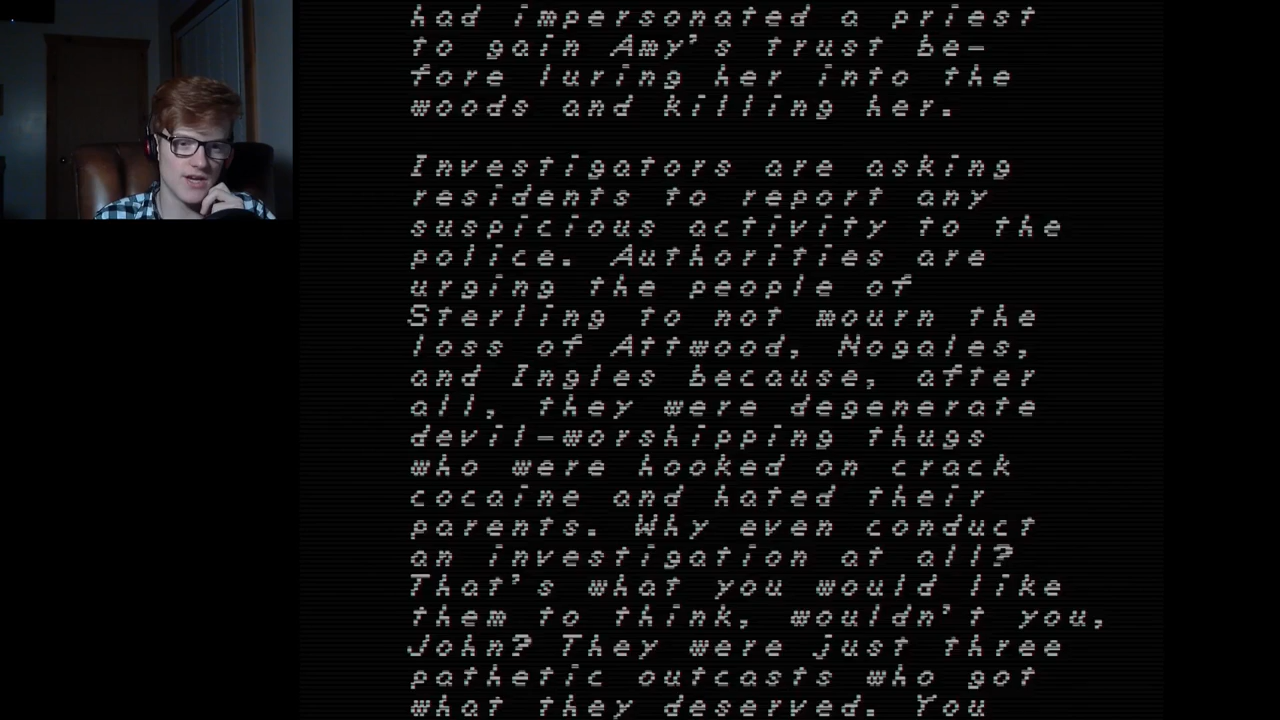 had impersonated a priest
to gain Amy's trust be-
fore luring her into the
woods and killing her.
Investigators are asking
residents to report any
suspicious activity to the
police. Authorities are
urging the people of
Sterling to not mourn the
loss of Attwood, Nogales,
and Ingles because, after
all, they were degenerate
devil-worshipping thugs
who were hooked on crack
cocaine and hated their
parents. Why even conduct
an investigation at all?
That's what you would like
them to think, wouldn't you,
John? They were just three
pathetic outcasts who got
what they deserved. You